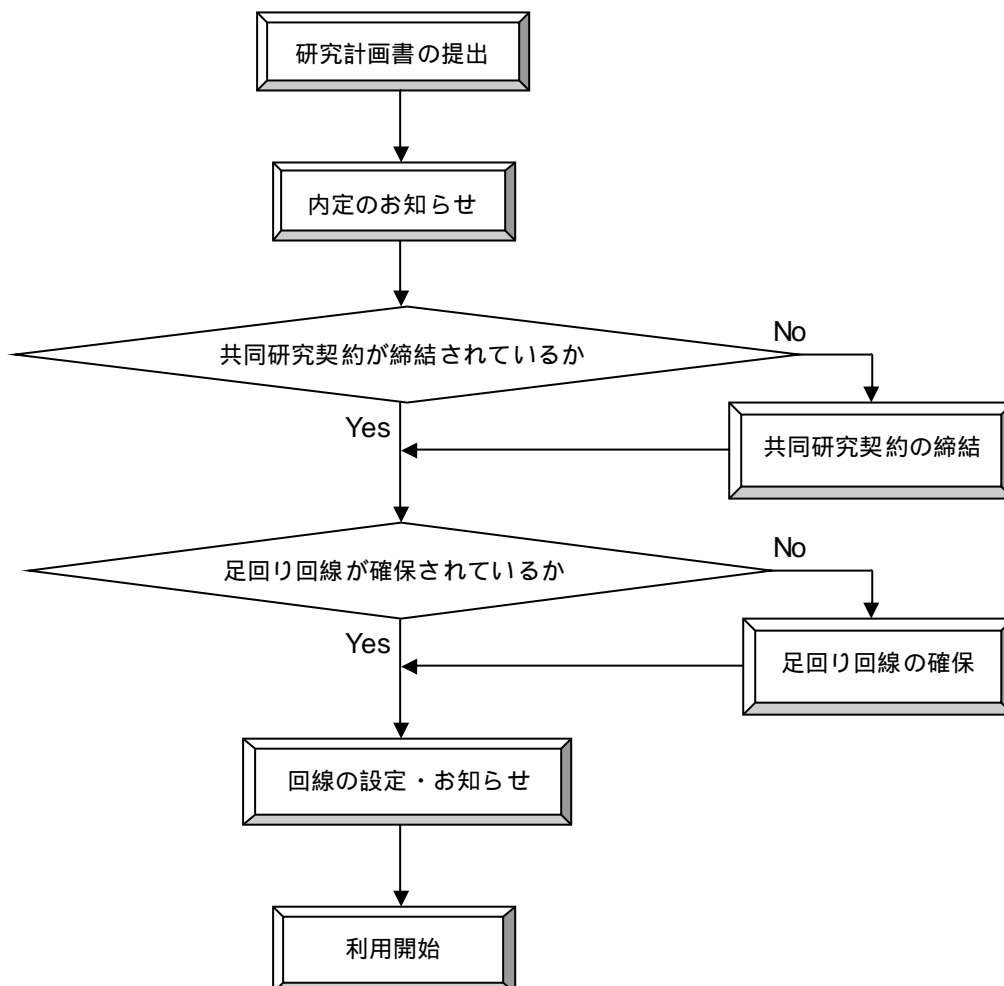 研究計画書の提出
内定のお知らせ
共同研究契約が締結されているか
No
Yes
共同研究契約の締結
足回り回線が確保されているか
No
Yes
足回り回線の確保
回線の設定・お知らせ
利用開始